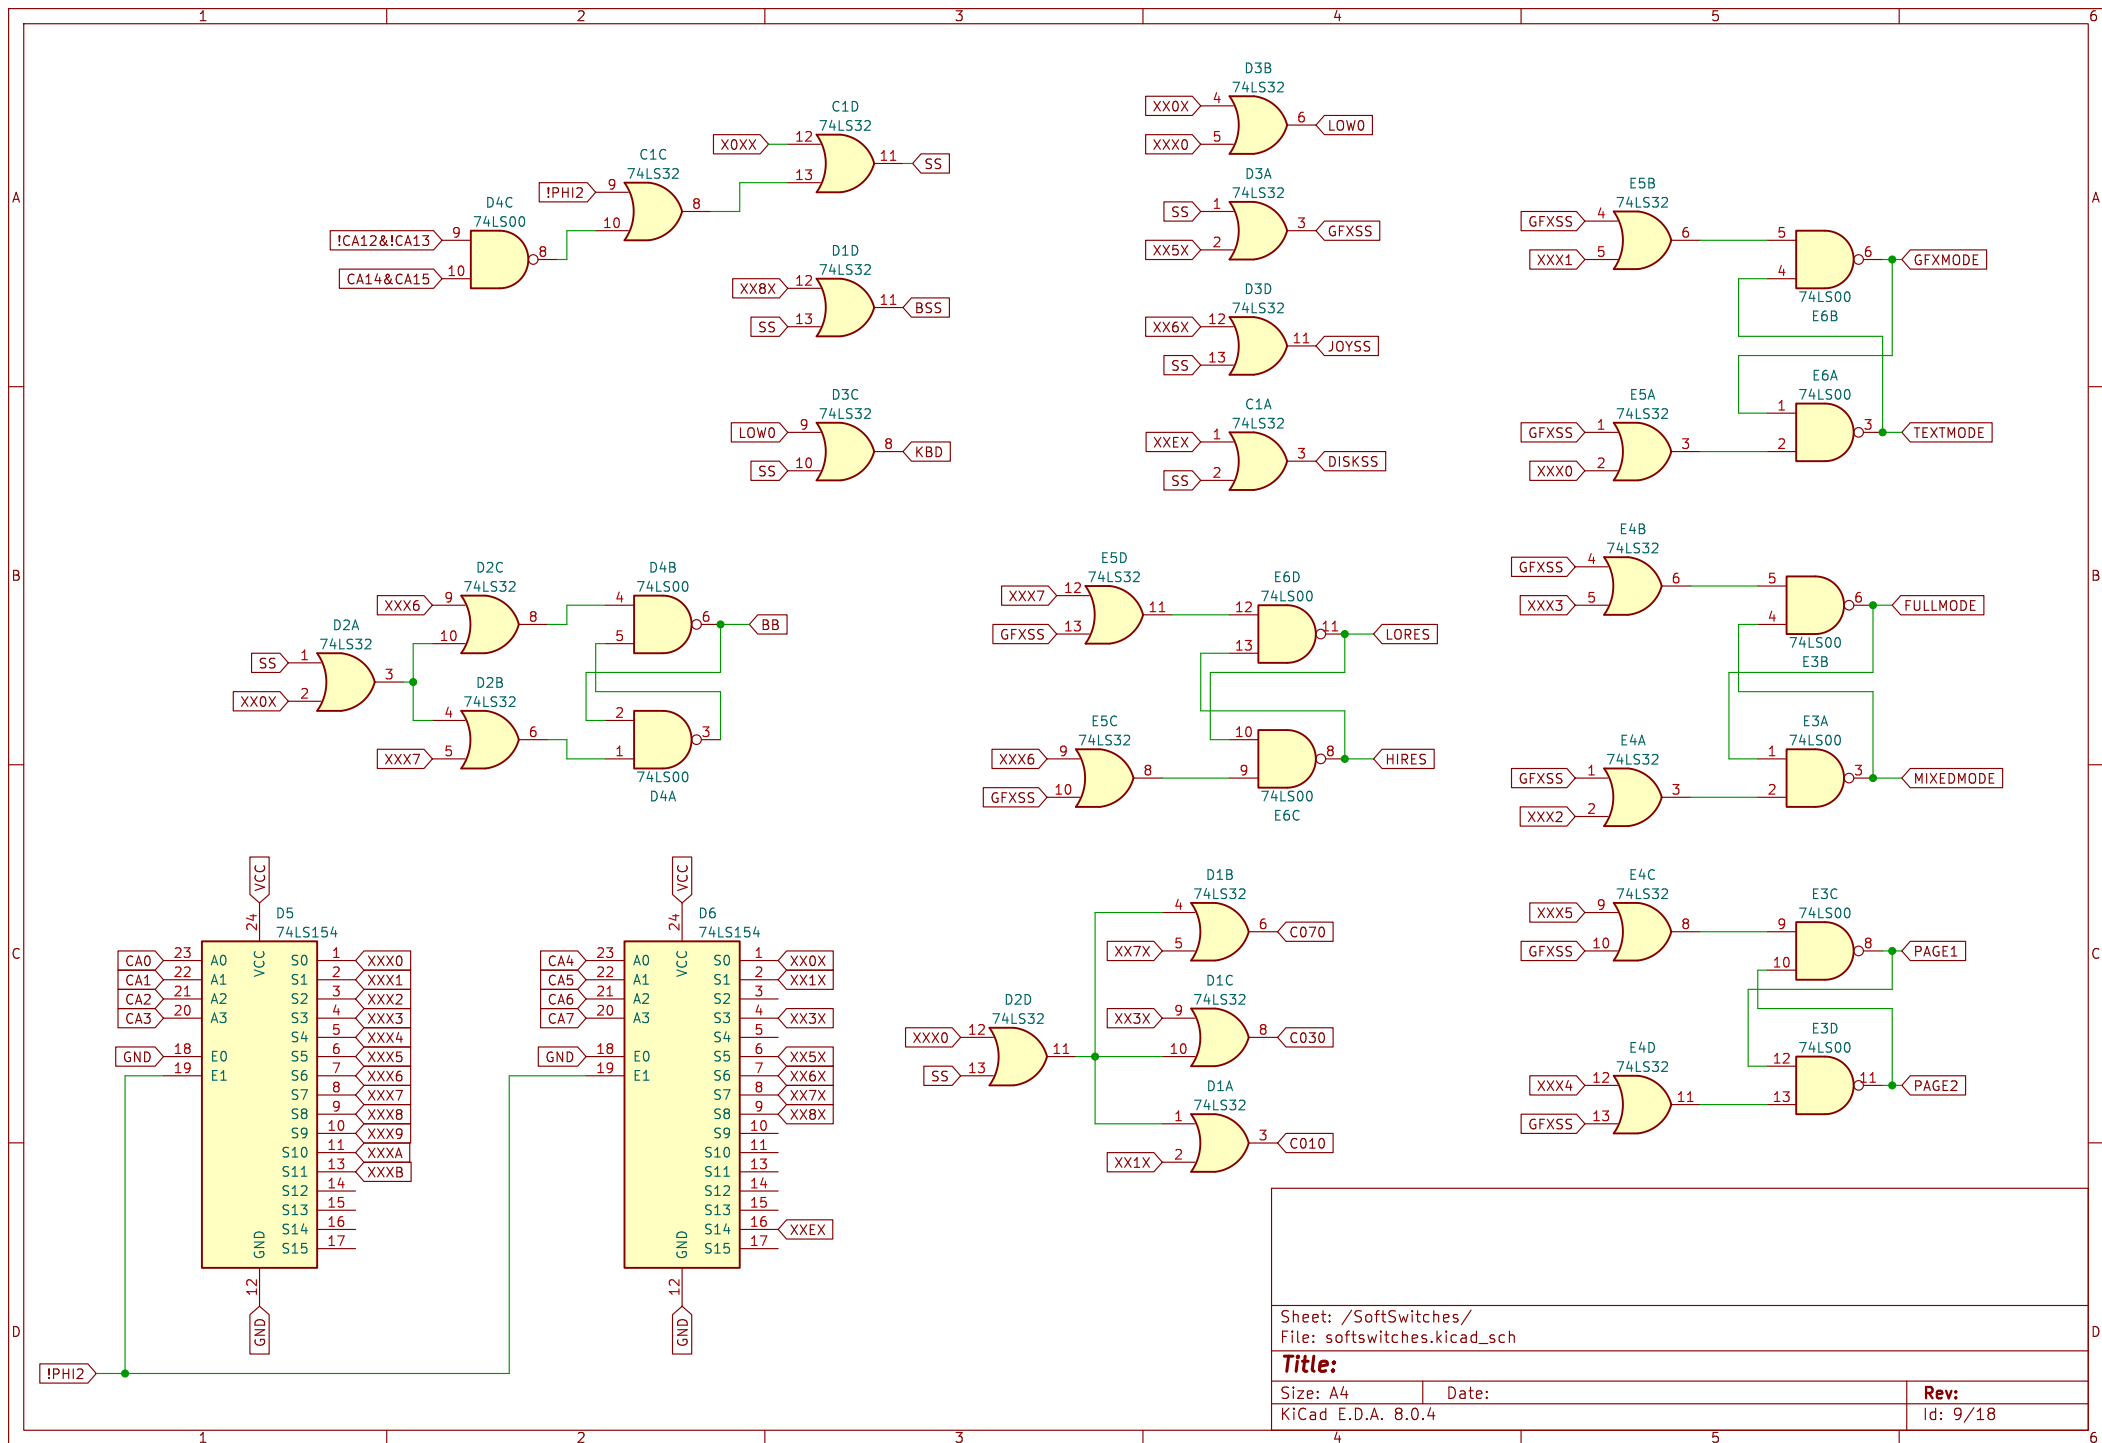 1 2 3 4 5 6
A
B
C
D
A
B
C
D
1 2 3 4 5 6
C1D
74LS32
X0XX 12
13
11 SS
C1C
74LS32
!PHI2 9
10
8
D4C
74LS00
!CA12&!CA13 9
CA14&CA15 10
8
D1D
74LS32
XX8X 12
SS 13
11 BSS
D3C
74LS32
LOW0 9
SS 10
8 KBD
D3B
74LS32
XX0X 4
XXX0 5
6 LOW0
D3A
74LS32
SS 1
XX5X 2
3 GFXSS
D3D
74LS32
XX6X 12
SS 13
11 JOYSS
C1A
74LS32
XXEX 1
SS 2
3 DISKSS
E5B
74LS32
GFXSS 4
XXX1 5
6
5
4
6 GFXMODE
74LS00
E6B
E5A
74LS32
GFXSS 1
XXX0 2
3
E6A
74LS00
1
2
3 TEXTMODE
D2A
74LS32
SS 1
XX0X 2
3
D2C
74LS32
XXX6 9
10
8
D2B
74LS32
4
XXX7 5
6
D4B
74LS00
4
5
6 BB
2
1
3
74LS00
D4A
E5D
74LS32
XXX7 12
GFXSS 13
11
E6D
74LS00
12
13
11 LORES
E5C
74LS32
XXX6 9
GFXSS 10
8
10
9
8 HIRES
74LS00
E6C
E4B
74LS32
GFXSS 4
XXX3 5
6
5
4
6 FULLMODE
74LS00
E3B
E4A
74LS32
GFXSS 1
XXX2 2
3
E3A
74LS00
1
2
3 MIXEDMODE
VCC
24
D5
74LS154
VCC
CA0 23 A0
CA1 22 A1
CA2 21 A2
CA3 20 A3
GND 18 E0
19 E1
S0 1 XXX0
S1 2 XXX1
S2 3 XXX2
S3 4 XXX3
S4 5 XXX4
S5 6 XXX5
S6 7 XXX6
S7 8 XXX7
S8 9 XXX8
S9 10 XXX9
S10 11 XXXA
S11 13 XXXB
S12 14
S13 15
S14 16
S15 17
GND
12
GND
!PHI2
VCC
24
D6
74LS154
VCC
CA4 23 A0
CA5 22 A1
CA6 21 A2
CA7 20 A3
GND 18 E0
19 E1
S0 1 XX0X
S1 2 XX1X
S2 3
S3 4 XX3X
S4 5
S5 6 XX5X
S6 7 XX6X
S7 8 XX7X
S8 9 XX8X
S9 10
S10 11
S11 13
S12 14
S13 15
S14 16 XXEX
S15 17
GND
12
GND
D2D
74LS32
XXX0 12
SS 13
11
D1B
74LS32
4
XX7X 5
6 C070
D1C
74LS32
XX3X 9
10
8 C030
D1A
74LS32
1
XX1X 2
3 C010
E4C
74LS32
XXX5 9
GFXSS 10
8
E3C
74LS00
9
10
8 PAGE1
E4D
74LS32
XXX4 12
GFXSS 13
11
E3D
74LS00
12
13
11 PAGE2
Sheet: /SoftSwitches/
File: softswitches.kicad_sch
Title:
Size: A4 Date: Rev:
KiCad E.D.A. 8.0.4 Id: 9/18